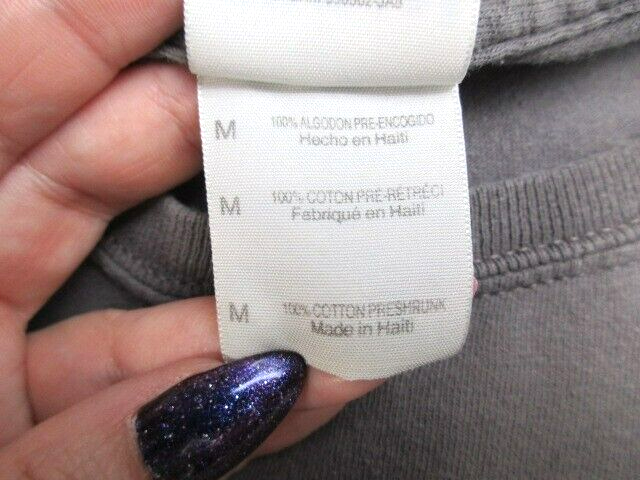 M 100% ALGODON PRE-ENCOGIDO
Hecho en Haiti
M 100% COTON PRE-RÉTRÉCI
Fabriqué en Haiti
M 100% COTTON PRESHRUNK
Made in Haiti